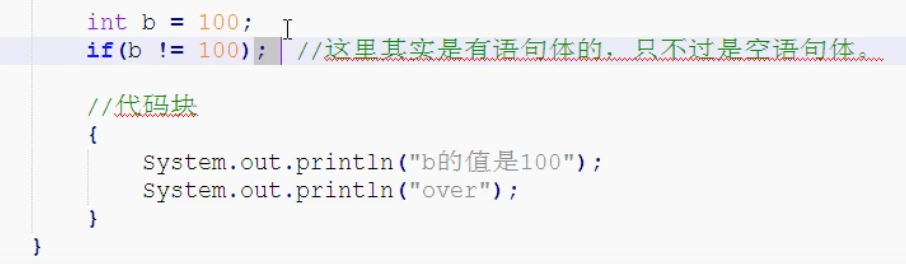 int b = 100;
if(b != 100); //这里其实是有语句体的，只不过是空语句体。
//代码块
{
System.out.println("b的值是100");
System.out.println("over");
}
}